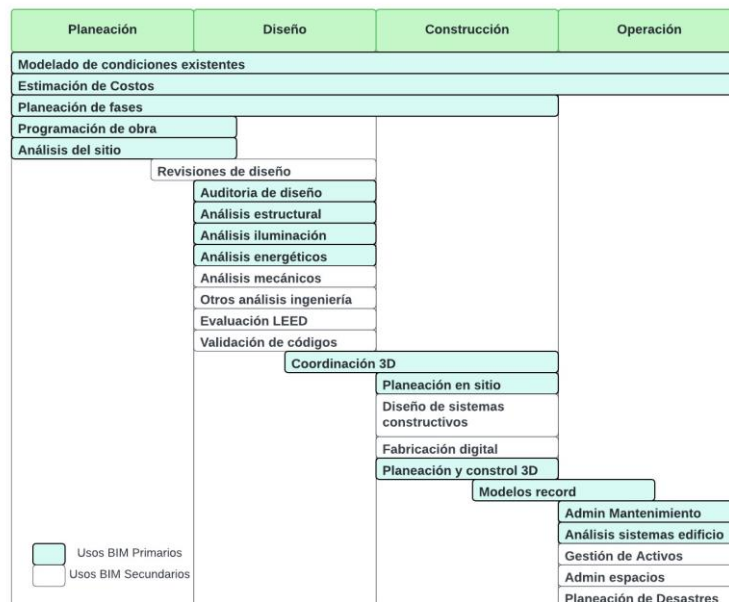 Planeación Diseño Construcción Operación
Modelado de condiciones existentes
Estimación de Costos
Planeación de fases
Programación de obra
Análisis del sitio
Revisiones de diseño
Auditoria de diseño
Análisis estructural
Análisis iluminación
Análisis energéticos
Análisis mecánicos
Otros análisis ingeniería
Evaluación LEED
Validación de códigos
Coordinación 3D
Planeación en sitio
Diseño de sistemas
constructivos
Fabricación digital
Planeación y constrol 3D
Modelos record
Admin Mantenimiento
Análisis sistemas edificio
Gestión de Activos
Admin espacios
Planeación de Desastres
Usos BIM Primarios
Usos BIM Secundarios